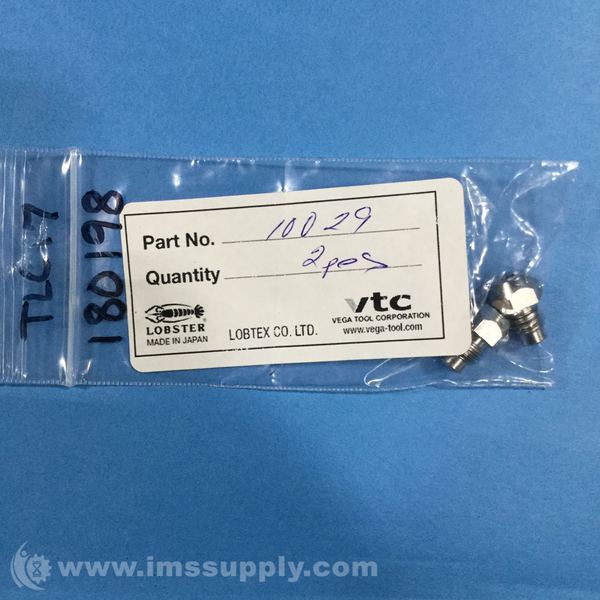 TLC17
180198
Part No. 10029
Quantity 2pcs
LOBSTER®
MADE IN JAPAN
LOBTEX CO. LTD.
vtc
VEGA TOOL CORPORATION
www.vega-tool.com
www.imssupply.com